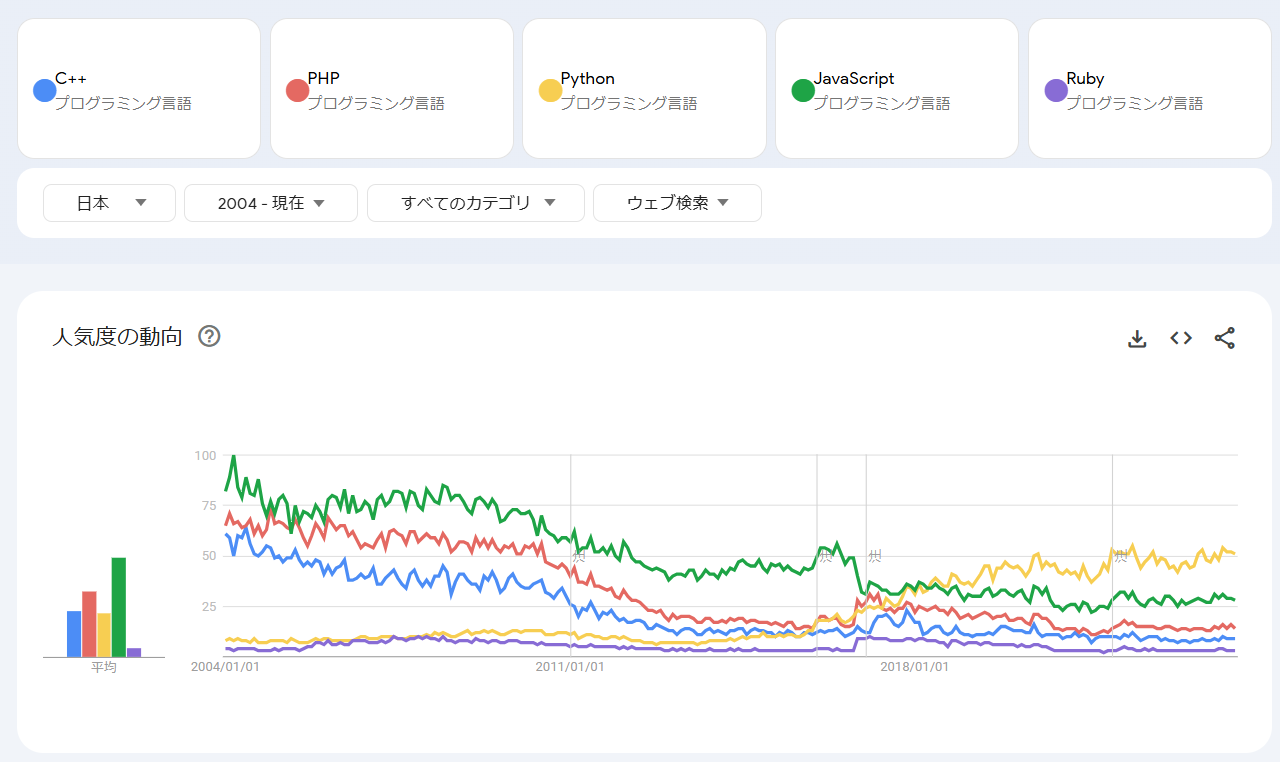 C++
プログラミング言語
PHP
プログラミング言語
Python
プログラミング言語
JavaScript
プログラミング言語
Ruby
プログラミング言語
日本
2004 - 現在
すべてのカテゴリ
ウェブ検索
人気度の動向
?
100
75
50
25
注
注
注
注
平均
2004/01/01
2011/01/01
2018/01/01